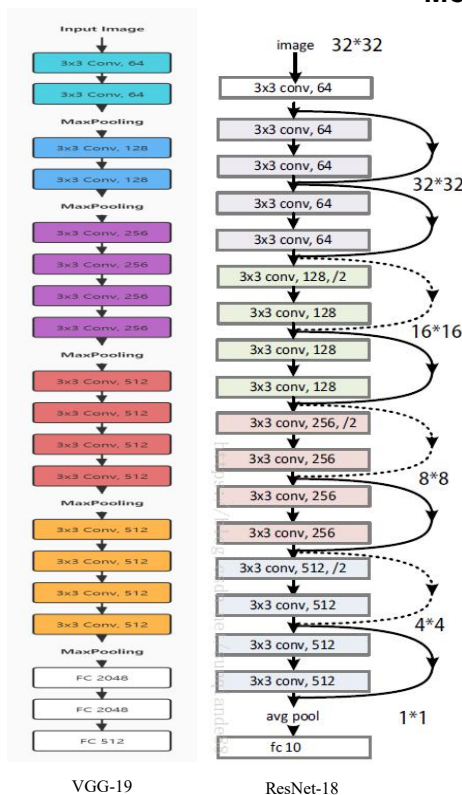 Input Image
3x3 Conv, 64
3x3 Conv, 64
MaxPooling
3x3 Conv, 128
3x3 Conv, 128
MaxPooling
3x3 Conv, 256
3x3 Conv, 256
3x3 Conv, 256
3x3 Conv, 256
MaxPooling
3x3 Conv, 512
3x3 Conv, 512
3x3 Conv, 512
3x3 Conv, 512
MaxPooling
3x3 Conv, 512
3x3 Conv, 512
3x3 Conv, 512
3x3 Conv, 512
MaxPooling
FC 2048
FC 2048
FC 512
VGG-19
image 32*32
3x3 conv, 64
3x3 conv, 64
3x3 conv, 64
32*32
3x3 conv, 64
3x3 conv, 64
3x3 conv, 128, /2
3x3 conv, 128
16*16
3x3 conv, 128
3x3 conv, 128
3x3 conv, 256, /2
3x3 conv, 256
8*8
3x3 conv, 256
3x3 conv, 256
3x3 conv, 512, /2
3x3 conv, 512
4*4
3x3 conv, 512
3x3 conv, 512
avg pool 1*1
fc 10
ResNet-18